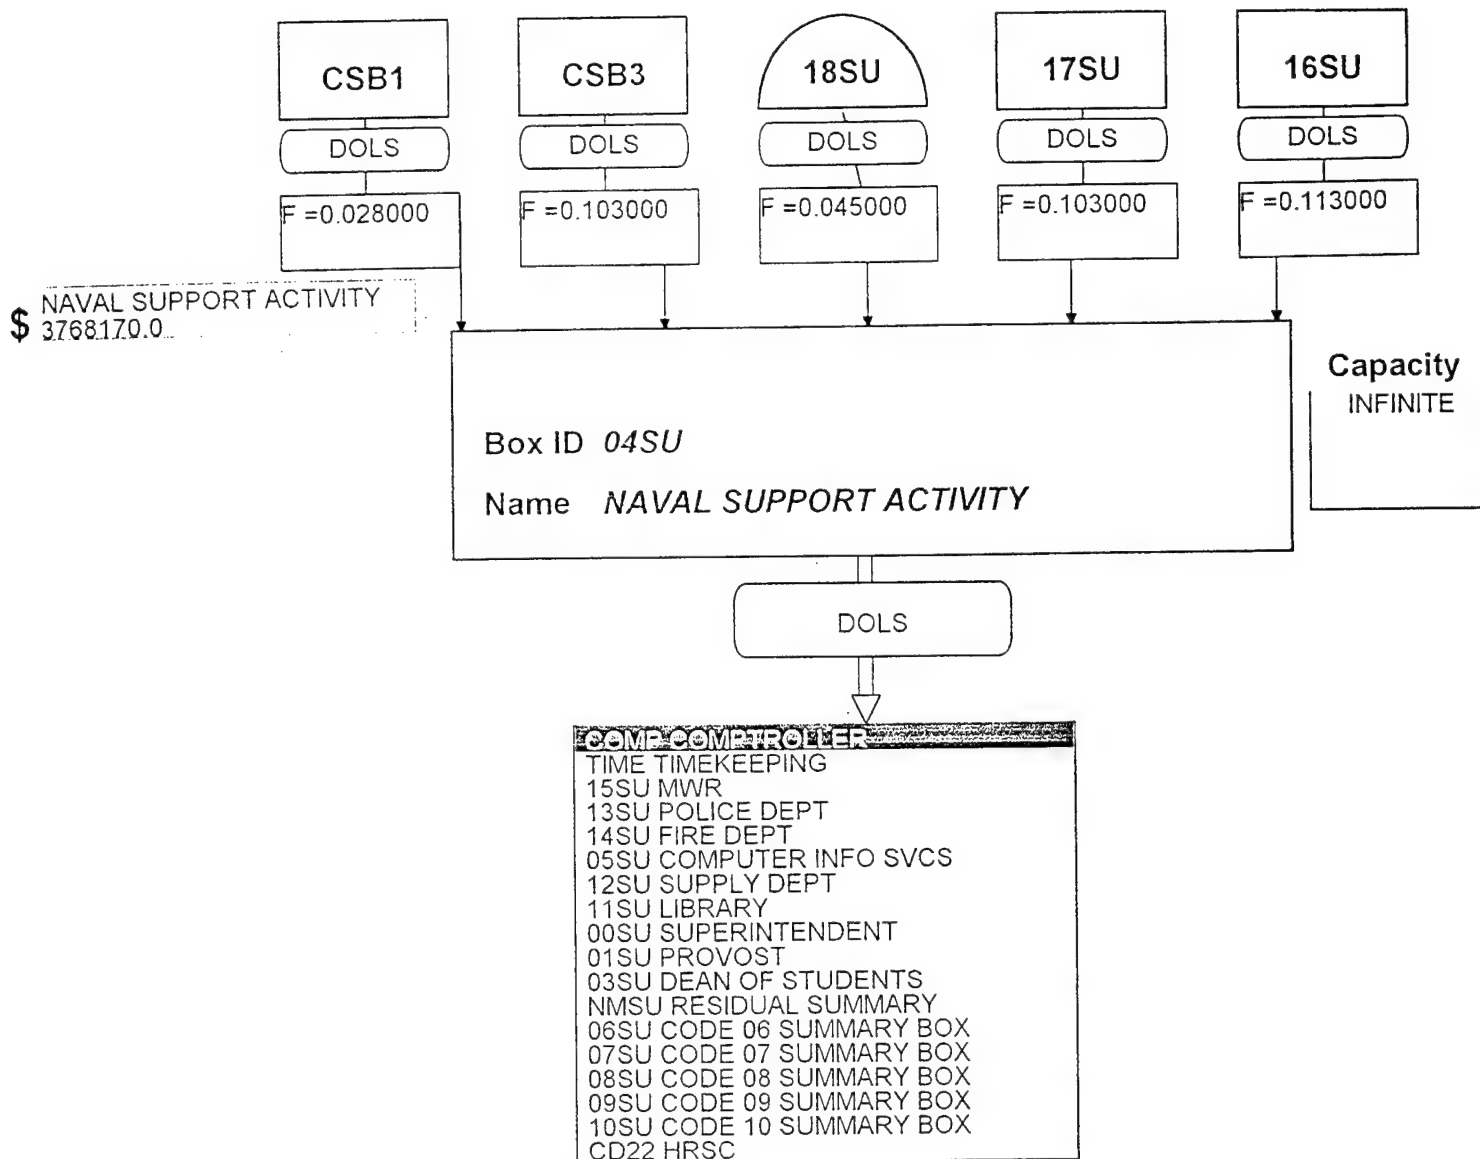 CSB1
CSB3
18SU
17SU
16SU
DOLS
DOLS
DOLS
DOLS
DOLS
F =0.028000
F =0.103000
F =0.045000
F =0.103000
F =0.113000
$ NAVAL SUPPORT ACTIVITY
3768170.0
Capacity
INFINITE
Box ID 04SU
Name NAVAL SUPPORT ACTIVITY
DOLS
COMP COMPTROLLER
TIME TIMEKEEPING
15SU MWR
13SU POLICE DEPT
14SU FIRE DEPT
05SU COMPUTER INFO SVCS
12SU SUPPLY DEPT
11SU LIBRARY
00SU SUPERINTENDENT
01SU PROVOST
03SU DEAN OF STUDENTS
NMSU RESIDUAL SUMMARY
06SU CODE 06 SUMMARY BOX
07SU CODE 07 SUMMARY BOX
08SU CODE 08 SUMMARY BOX
09SU CODE 09 SUMMARY BOX
10SU CODE 10 SUMMARY BOX
CD22 HRSC